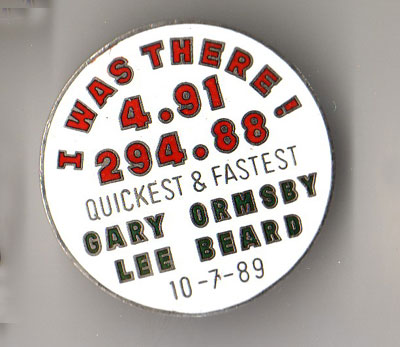 I WAS THERE!
4.91
294.88
QUICKEST & FASTEST
GARY ORMSBY
LEE BEARD
10-7-89